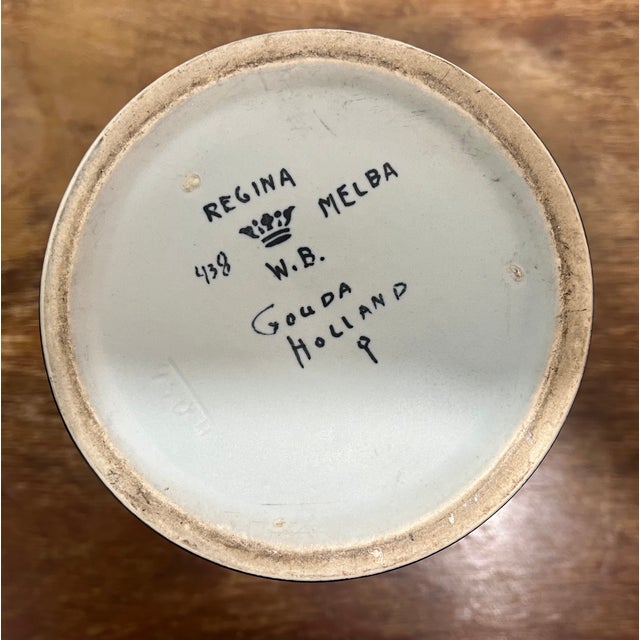 REGINA MELBA
438 W.B.
GOUDA
HOLLAND